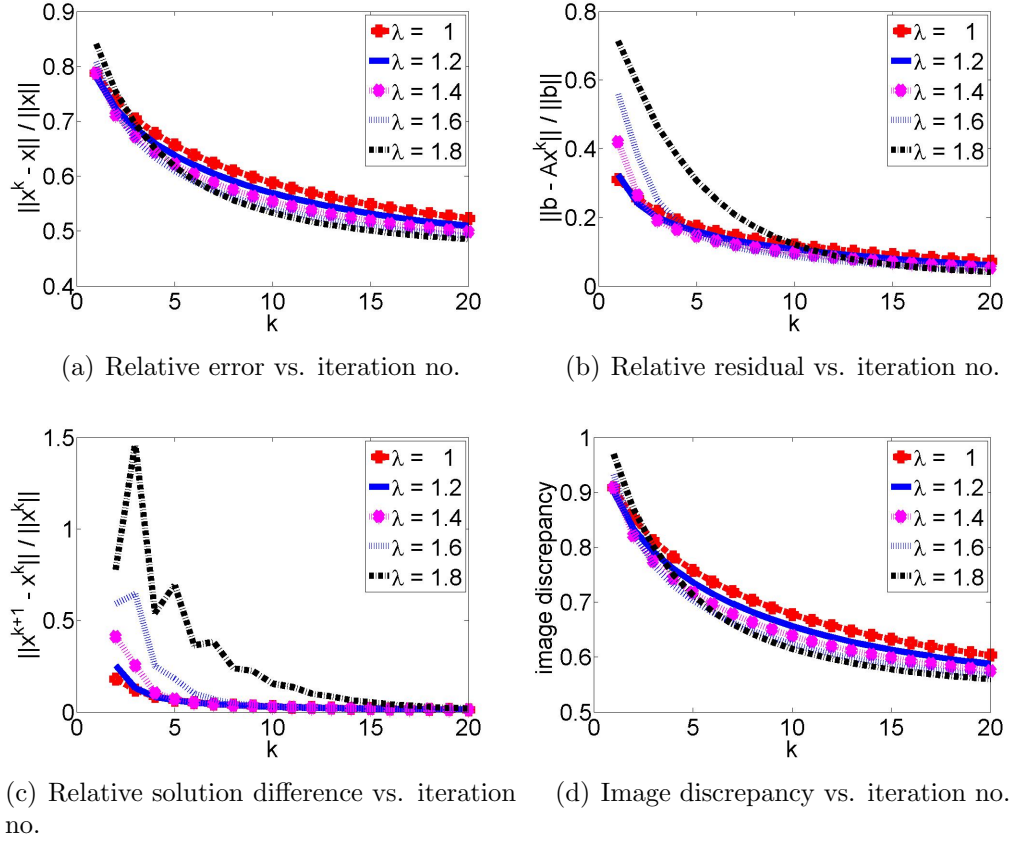 0.9
0.8
0.7
0.6
0.5
0.4
0 5 10 15 20
||x^k - x|| / ||x||
k
λ = 1
λ = 1.2
λ = 1.4
λ = 1.6
λ = 1.8
(a) Relative error vs. iteration no.
0.8
0.6
0.4
0.2
0
0 5 10 15 20
||b - Ax^k|| / ||b||
k
λ = 1
λ = 1.2
λ = 1.4
λ = 1.6
λ = 1.8
(b) Relative residual vs. iteration no.
1.5
1
0.5
0
0 5 10 15 20
||x^{k+1} - x^k|| / ||x^k||
k
λ = 1
λ = 1.2
λ = 1.4
λ = 1.6
λ = 1.8
(c) Relative solution difference vs. iteration
no.
1
0.9
0.8
0.7
0.6
0.5
0 5 10 15 20
image discrepancy
k
λ = 1
λ = 1.2
λ = 1.4
λ = 1.6
λ = 1.8
(d) Image discrepancy vs. iteration no.